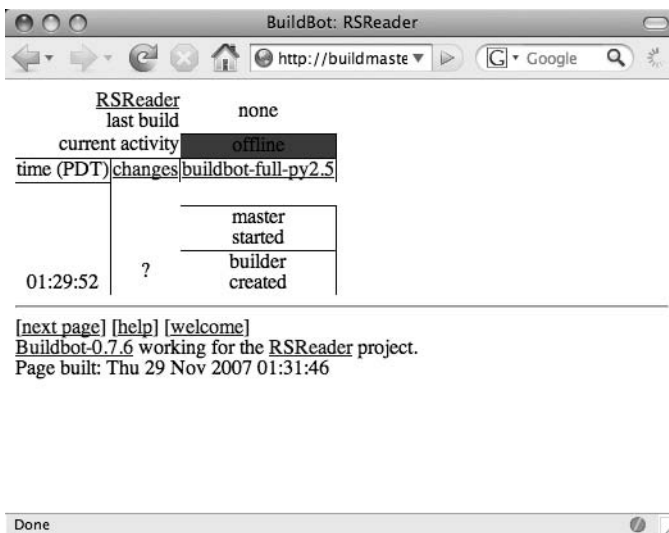 BuildBot: RSReader
http://buildmaste
G Google
RSReader
last build
none
current activity
offline
time (PDT) changes buildbot-full-py2.5
master
started
01:29:52 ? builder
created
[next page] [help] [welcome]
Buildbot-0.7.6 working for the RSReader project.
Page built: Thu 29 Nov 2007 01:31:46
Done